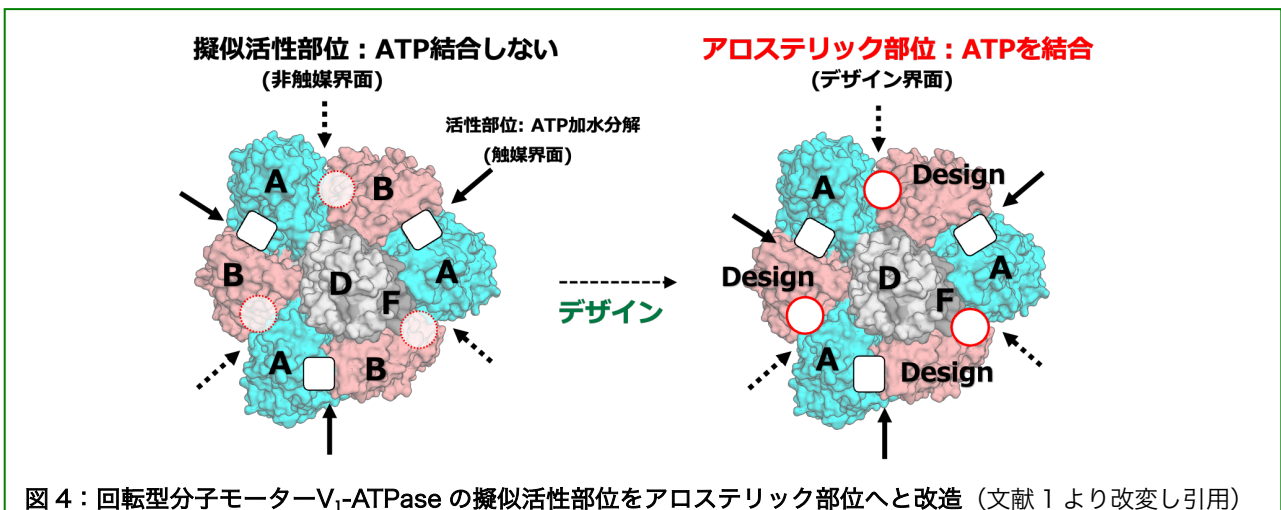 擬似活性部位：ATP結合しない
(非触媒界面)
アロステリック部位：ATPを結合
(デザイン界面)
活性部位: ATP加水分解
(触媒界面)
A
B
B
A
D
F
A
B
デザイン
A
Design
Design
A
D
F
A
Design
図 4：回転型分子モーターV₁-ATPase の擬似活性部位をアロステリック部位へと改造（文献 1 より改変し引用）